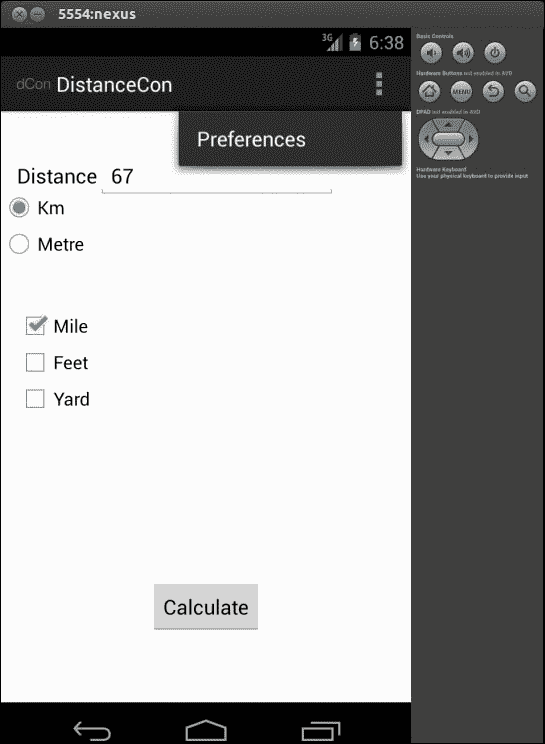 5554:nexus
3G 6:38
dCon DistanceCon
Preferences
Distance 67
Km
Metre
Mile
Feet
Yard
Calculate
Basic Controls
Hardware Buttons not enabled in AVD
MENU
DPAD not enabled in AVD
Hardware Keyboard
Use your physical keyboard to provide input